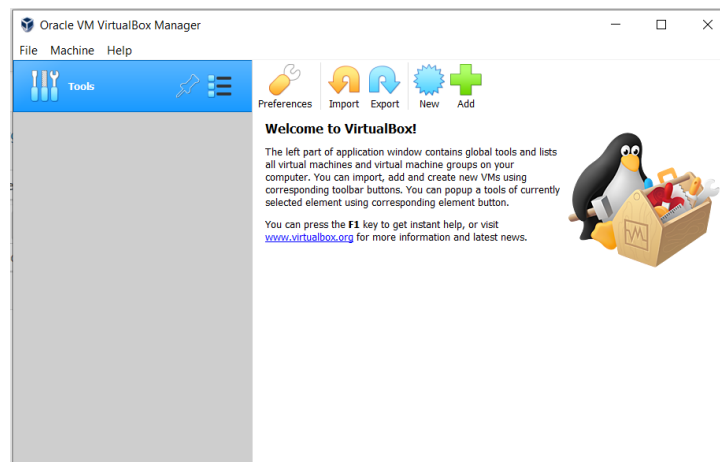 Oracle VM VirtualBox Manager
File Machine Help
Tools
Preferences Import Export New Add
Welcome to VirtualBox!
The left part of application window contains global tools and lists
all virtual machines and virtual machine groups on your
computer. You can import, add and create new VMs using
corresponding toolbar buttons. You can popup a tools of currently
selected element using corresponding element button.
You can press the F1 key to get instant help, or visit
www.virtualbox.org for more information and latest news.